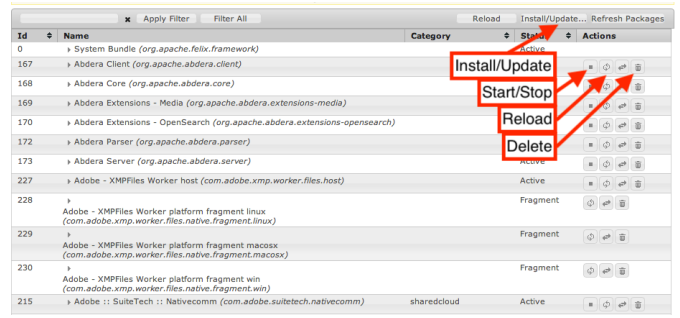 ✖ Apply Filter Filter All Reload Install/Update... Refresh Packages
Id Name Category Status Actions
0 System Bundle (org.apache.felix.framework) Active
167 Abdera Client (org.apache.abdera.client)
Install/Update
168 Abdera Core (org.apache.abdera.core)
Start/Stop
169 Abdera Extensions - Media (org.apache.abdera.extensions-media)
Reload
170 Abdera Extensions - OpenSearch (org.apache.abdera.extensions-opensearch)
172 Abdera Parser (org.apache.abdera.parser)
Delete
173 Abdera Server (org.apache.abdera.server) Active
227 Adobe - XMPFiles Worker host (com.adobe.xmp.worker.files.host) Active
228 Fragment
Adobe - XMPFiles Worker platform fragment linux
(com.adobe.xmp.worker.files.native.fragment.linux)
229 Fragment
Adobe - XMPFiles Worker platform fragment macosx
(com.adobe.xmp.worker.files.native.fragment.macosx)
230 Fragment
Adobe - XMPFiles Worker platform fragment win
(com.adobe.xmp.worker.files.native.fragment.win)
215 Adobe :: SuiteTech :: Nativecomm (com.adobe.suitetech.nativecomm) sharedcloud Active